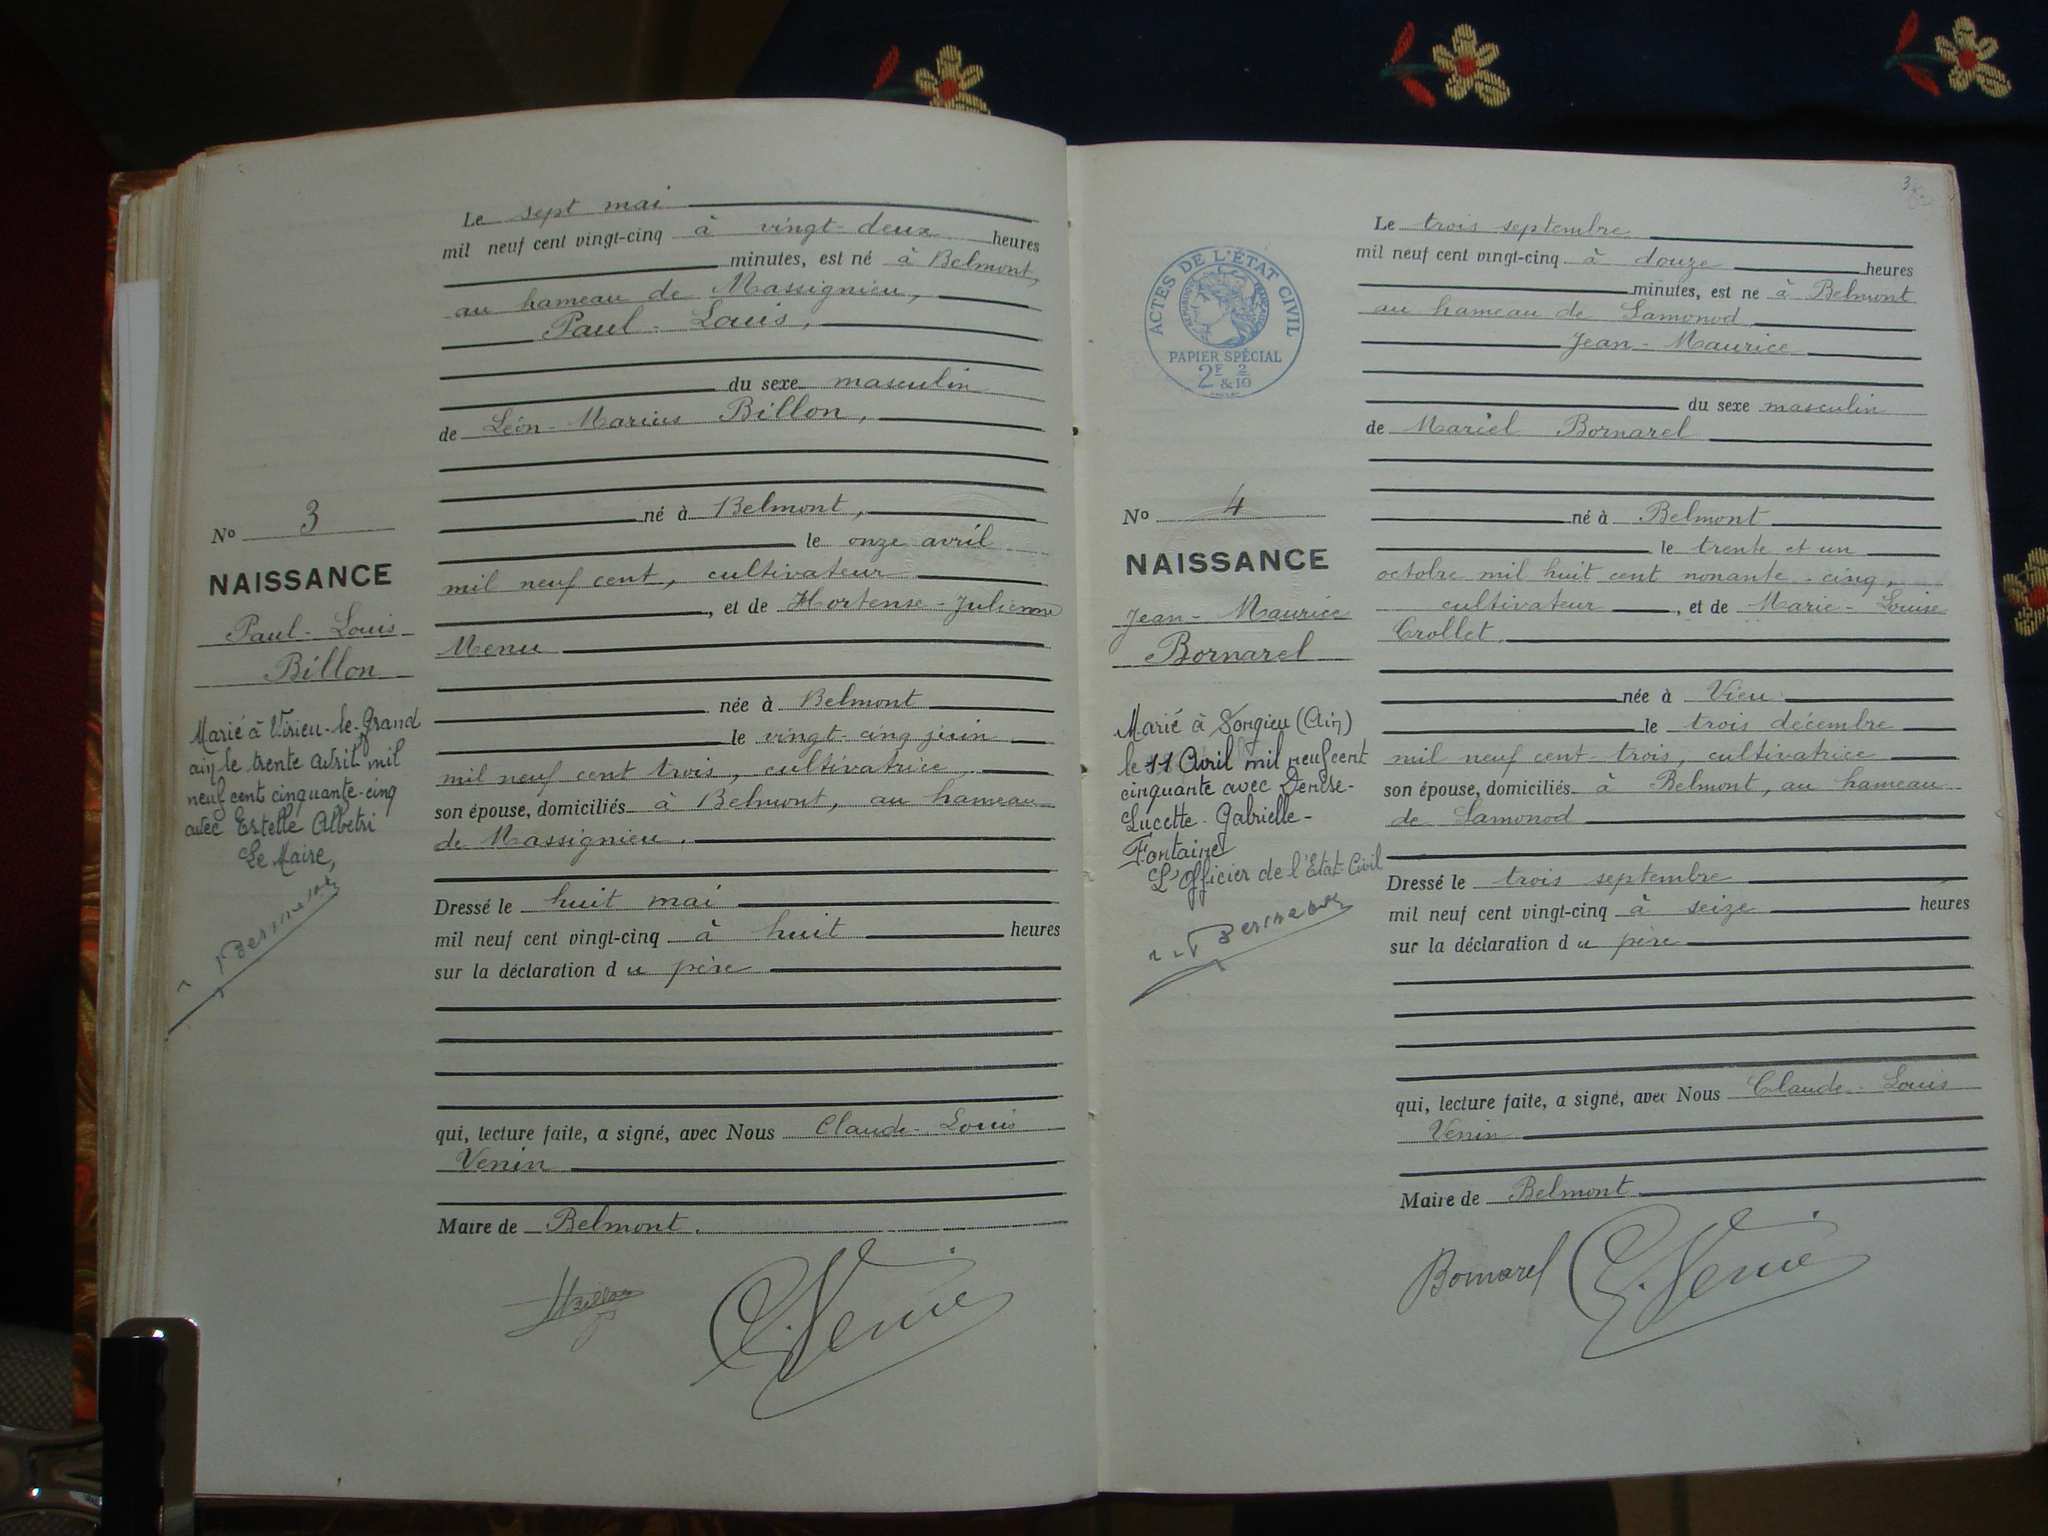 Le sept mai
mil neuf cent vingt-cinq à vingt-deux heures
minutes, est né à Belmont,
au hameau de Massignieu,
Paul-Louis,
du sexe masculin
de Léon-Marius Billon,
né à Belmont,
le onze avril
mil neuf cent, cultivateur
, et de Hortense-Julienne
Menu
née à Belmont
le vingt-cinq juin
mil neuf cent trois, cultivatrice,
son épouse, domiciliés à Belmont, au hameau
de Massignieu.
Dressé le huit mai
mil neuf cent vingt-cinq à huit heures
sur la déclaration du père
qui, lecture faite, a signé, avec Nous Claude-Louis
Venin
Maire de Belmont.
Billon
C. Venin
No 3
NAISSANCE
Paul-Louis
Billon
Marié à Virieu-le-Grand
ain le trente avril mil
neuf cent cinquante-cinq
avec Estelle Albetri
Le Maire,
3
Le trois septembre
mil neuf cent vingt-cinq à douze heures
minutes, est né à Belmont
au hameau de Samonod
Jean-Maurice
du sexe masculin
de Marcel Bornarel
né à Belmont
le trente et un
octobre mil huit cent nonante-cinq,
cultivateur, et de Marie-Louise
Crollet.
née à Vieu
le trois décembre
mil neuf cent-trois, cultivatrice
son épouse, domiciliés à Belmont, au hameau
de Samonod
Dressé le trois septembre
mil neuf cent vingt-cinq à seize heures
sur la déclaration du père
qui, lecture faite, a signé, avec Nous Claude-Louis
Venin
Maire de Belmont
Bornarel C. Venin
ACTES DE L'ÉTAT CIVIL
PAPIER SPÉCIAL
2F 2
&10
No 4
NAISSANCE
Jean-Maurice
Bornarel
Marié à Songieu (Ain)
le 11 Avril mil neuf cent
cinquante avec Denise-
Lucette-Gabrielle-
Fontaine
L'Officier de l'Etat-Civil